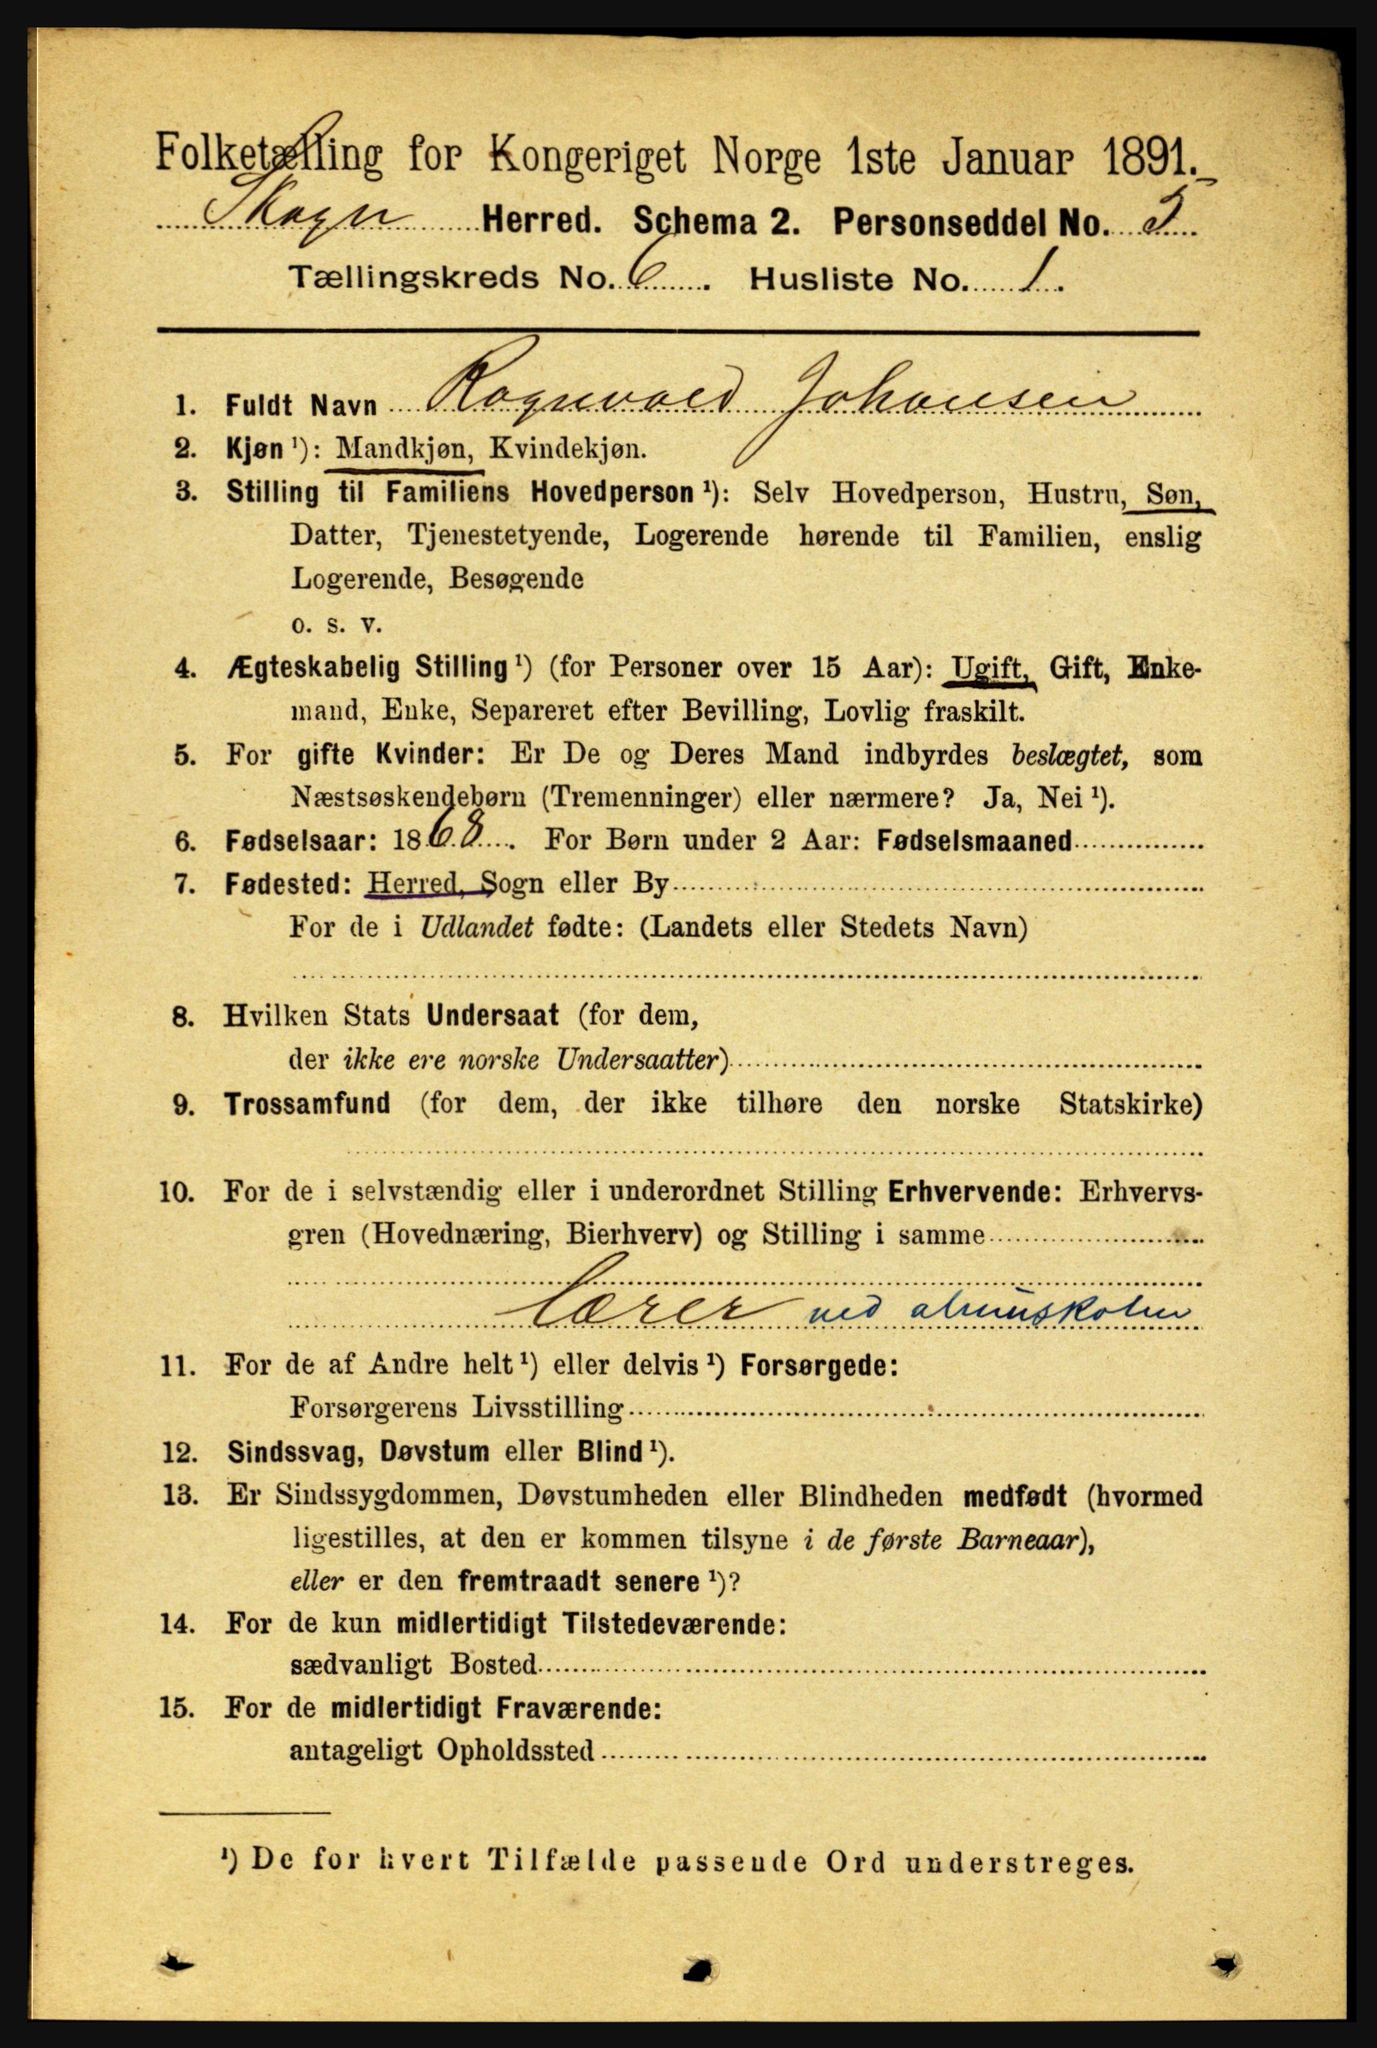 Folketælling for Kongeriget Norge 1ste Januar 1891.
Skogn Herred. Schema 2. Personseddel No. 5
Tællingskreds No. 6. Husliste No. 1.
1. Fuldt Navn Ragnvald Johansen
2. Kjøn ¹): Mandkjøn, Kvindekjøn.
3. Stilling til Familiens Hovedperson ¹): Selv Hovedperson, Hustru, Søn,
Datter, Tjenestetyende, Logerende hørende til Familien, enslig
Logerende, Besøgende
o. s. v.
4. Ægteskabelig Stilling ¹) (for Personer over 15 Aar): Ugift, Gift, Enke-
mand, Enke, Separeret efter Bevilling, Lovlig fraskilt.
5. For gifte Kvinder: Er De og Deres Mand indbyrdes beslægtet, som
Næstsøskendebørn (Tremenninger) eller nærmere? Ja, Nei ¹).
6. Fødselsaar: 1868. For Børn under 2 Aar: Fødselsmaaned
7. Fødested: Herred, Sogn eller By
For de i Udlandet fødte: (Landets eller Stedets Navn)
8. Hvilken Stats Undersaat (for dem,
der ikke ere norske Undersaatter)
9. Trossamfund (for dem, der ikke tilhøre den norske Statskirke)
10. For de i selvstændig eller i underordnet Stilling Erhvervende: Erhvervs-
gren (Hovednæring, Bierhverv) og Stilling i samme
Lærer ved almuskolen
11. For de af Andre helt ¹) eller delvis ¹) Forsørgede:
Forsørgerens Livsstilling
12. Sindssvag, Døvstum eller Blind ¹).
13. Er Sindssygdommen, Døvstumheden eller Blindheden medfødt (hvormed
ligestilles, at den er kommen tilsyne i de første Barneaar),
eller er den fremtraadt senere ¹)?
14. For de kun midlertidigt Tilstedeværende:
sædvanligt Bosted
15. For de midlertidigt Fraværende:
antageligt Opholdssted
¹) De for hvert Tilfælde passende Ord understreges.